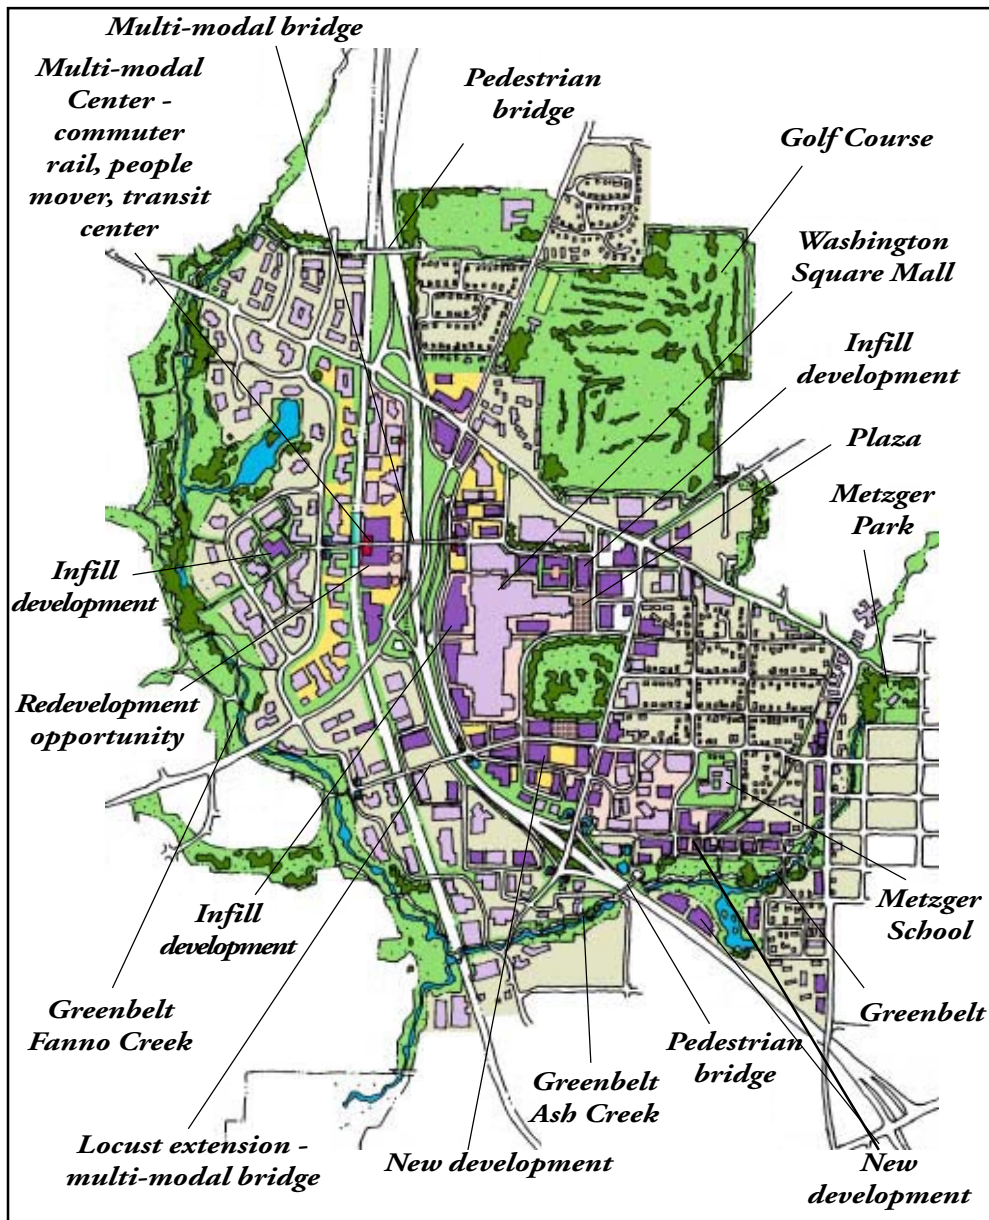 Multi-modal bridge
Multi-modal
Center -
commuter
rail, people
mover, transit
center
Pedestrian
bridge
Golf Course
Washington
Square Mall
Infill
development
Plaza
Metzger
Park
Infill
development
Redevelopment
opportunity
Infill
development
Metzger
School
Greenbelt
Fanno Creek
Greenbelt
Pedestrian
bridge
Greenbelt
Ash Creek
Locust extension -
multi-modal bridge
New development
New
development